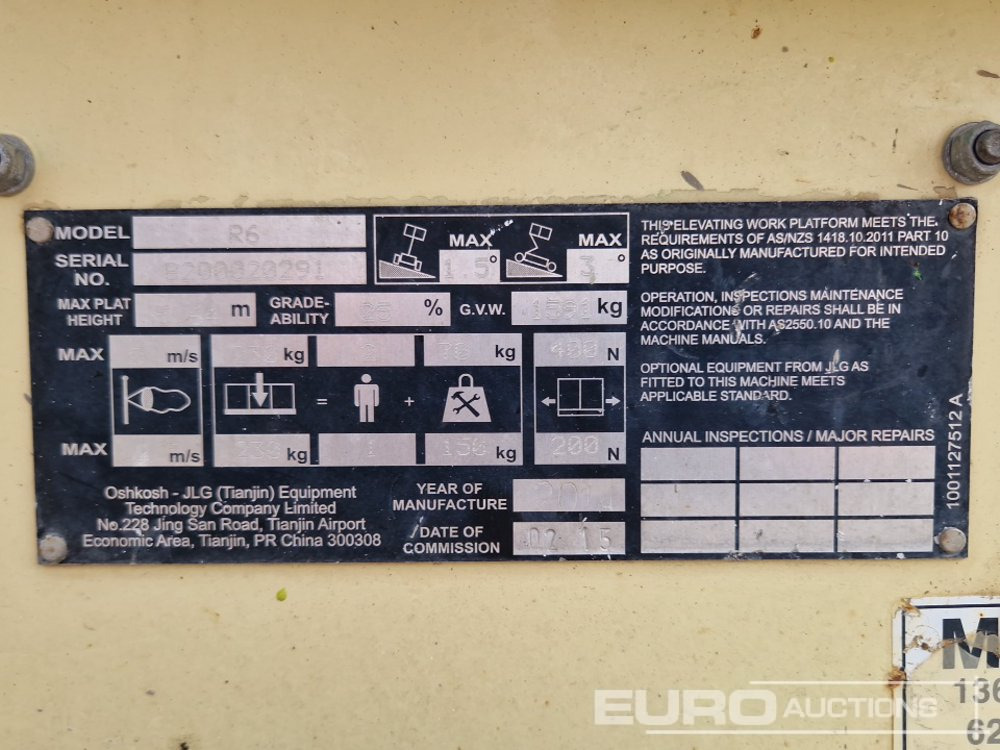 MODEL R6
SERIAL NO. B200020291
MAX PLAT HEIGHT m
GRADE-ABILITY 25 %
G.V.W. kg
MAX 1.5°
MAX °
MAX m/s kg 2 70 kg 400 N
= +
MAX m/s kg 1 150 kg 200 N
Oshkosh - JLG (Tianjin) Equipment
Technology Company Limited
No.228 Jing San Road, Tianjin Airport
Economic Area, Tianjin, PR China 300308
YEAR OF
MANUFACTURE
/DATE OF
COMMISSION 02 15
THIS ELEVATING WORK PLATFORM MEETS THE
REQUIREMENTS OF AS/NZS 1418.10.2011 PART 10
AS ORIGINALLY MANUFACTURED FOR INTENDED
PURPOSE.
OPERATION, INSPECTIONS MAINTENANCE
MODIFICATIONS OR REPAIRS SHALL BE IN
ACCORDANCE WITH AS2550.10 AND THE
MACHINE MANUALS.
OPTIONAL EQUIPMENT FROM JLG AS
FITTED TO THIS MACHINE MEETS
APPLICABLE STANDARD.
ANNUAL INSPECTIONS / MAJOR REPAIRS
1001127512 A
EURO AUCTIONS